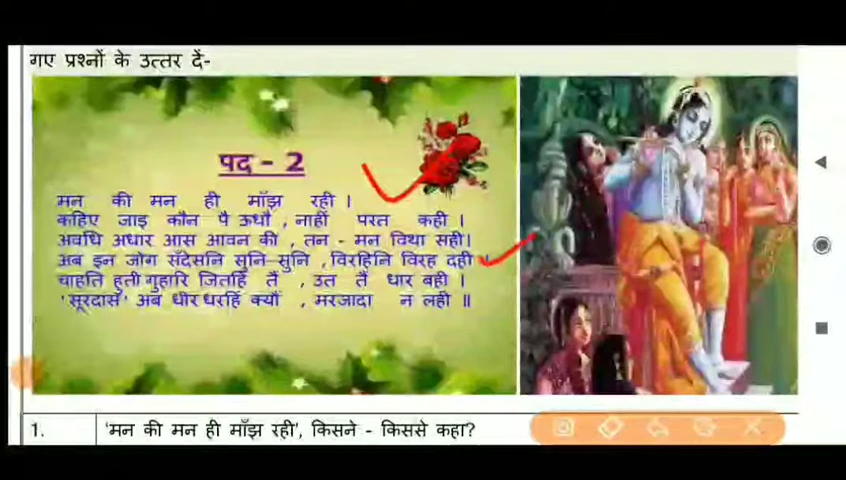 गए प्रश्नों के उत्तर दें-
पद - 2
मन की मन ही माँझ रही ।
कहिए जाइ कौन पै ऊधौ , नाहीं परत कही ।
अवधि अधार आस आवन की , तन - मन विथा सही।
अब इन जोग सँदेसनि सुनि-सुनि , विरहिनि विरह दही ।
चाहति हुती गुहारि जितहिं तैं , उत तैं धार बही ।
'सूरदास' अब धीर धरहिं क्यौं , मरजादा न लही ॥
1. 'मन की मन ही माँझ रही', किसने - किससे कहा?